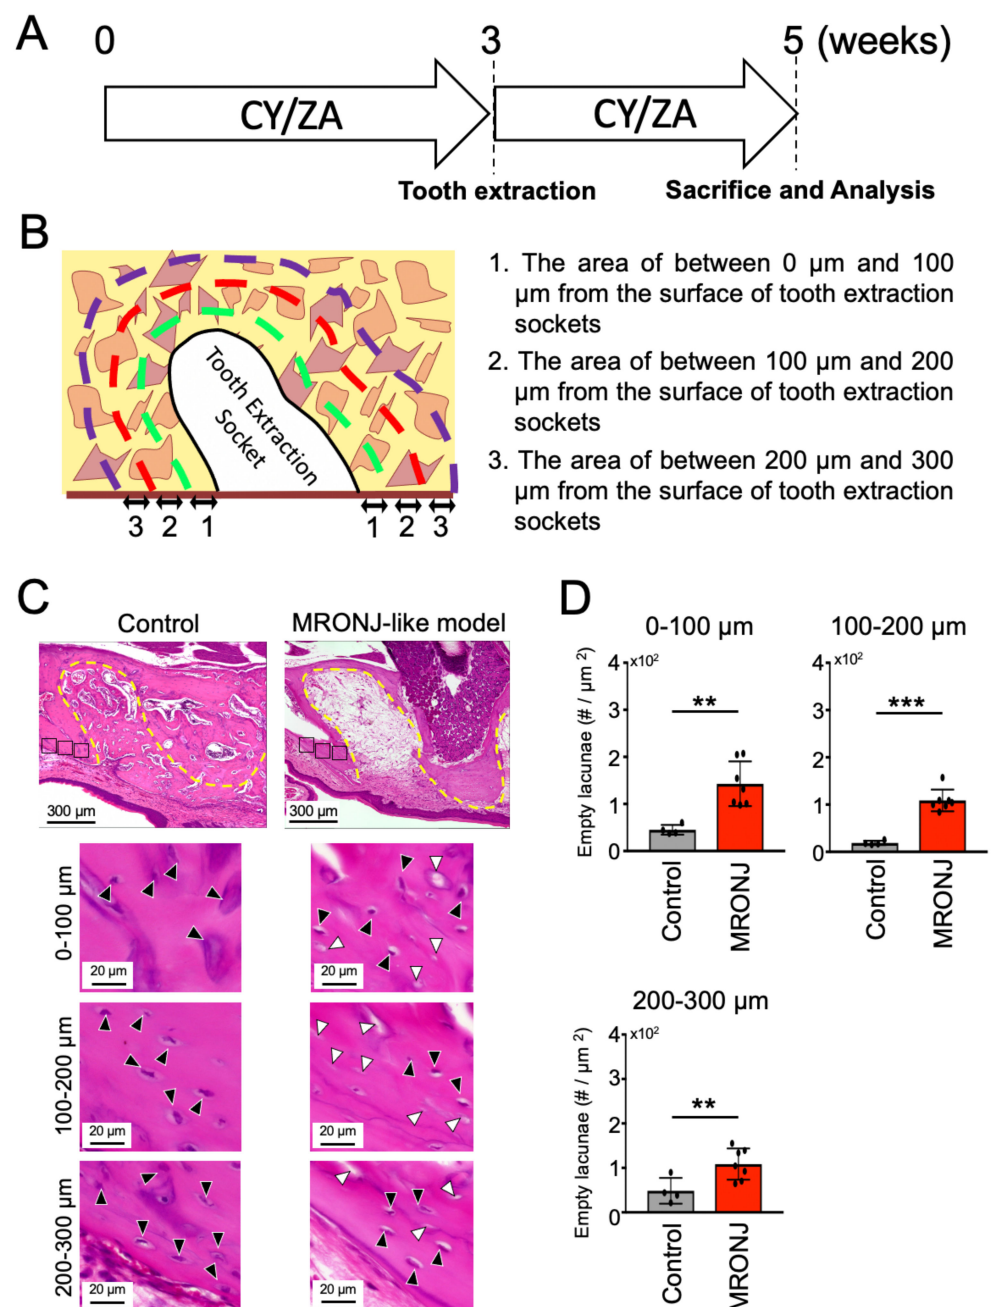 A
0
3
5 (weeks)
CY/ZA
CY/ZA
Tooth extraction
Sacrifice and Analysis
B
Tooth Extraction
Socket
3 2 1
1 2 3
1. The area of between 0 µm and 100
µm from the surface of tooth extraction
sockets
2. The area of between 100 µm and 200
µm from the surface of tooth extraction
sockets
3. The area of between 200 µm and 300
µm from the surface of tooth extraction
sockets
C
Control
MRONJ-like model
300 µm
300 µm
0-100 µm
20 µm
20 µm
100-200 µm
20 µm
20 µm
200-300 µm
20 µm
20 µm
D
0-100 µm
Empty lacunae (# / µm ²)
x10²
4
3
2
1
0
**
Control
MRONJ
100-200 µm
x10²
4
3
2
1
0
***
Control
MRONJ
200-300 µm
Empty lacunae (# / µm ²)
x10²
4
3
2
1
0
**
Control
MRONJ